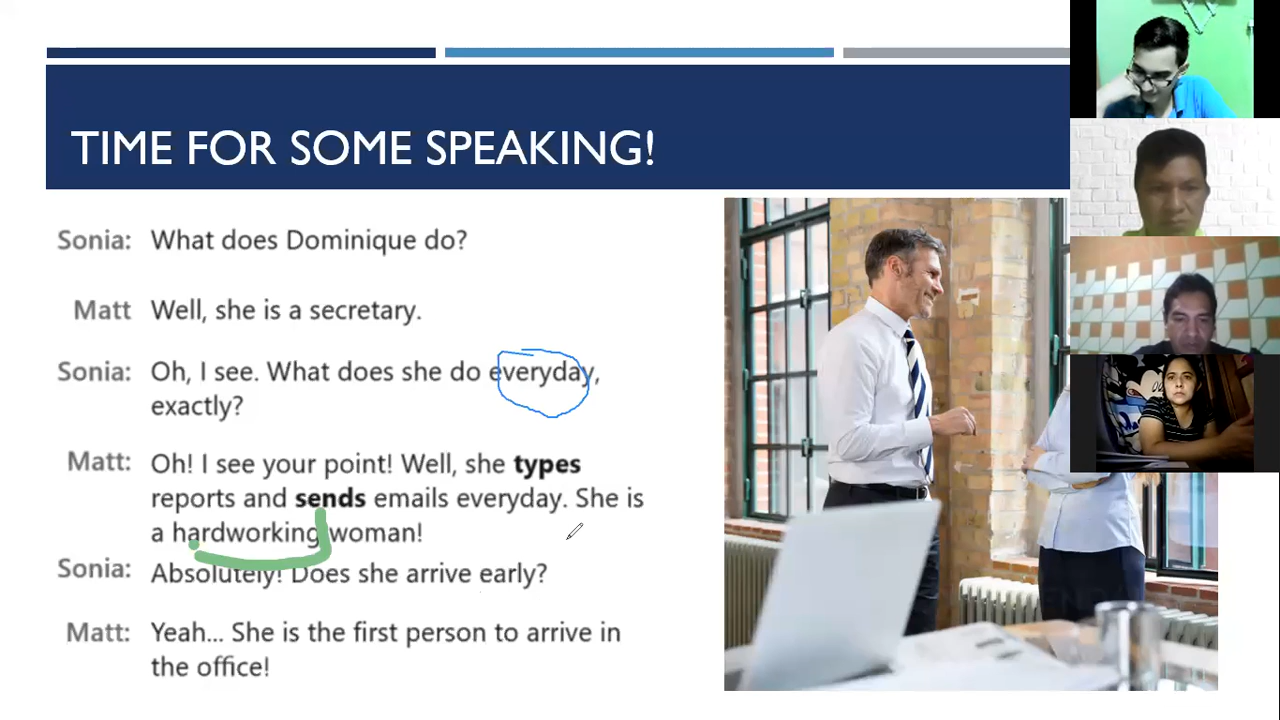 TIME FOR SOME SPEAKING!
Sonia: What does Dominique do?
Matt Well, she is a secretary.
Sonia: Oh, I see. What does she do everyday,
exactly?
Matt: Oh! I see your point! Well, she types
reports and sends emails everyday. She is
a hardworking woman!
Sonia: Absolutely! Does she arrive early?
Matt: Yeah... She is the first person to arrive in
the office!